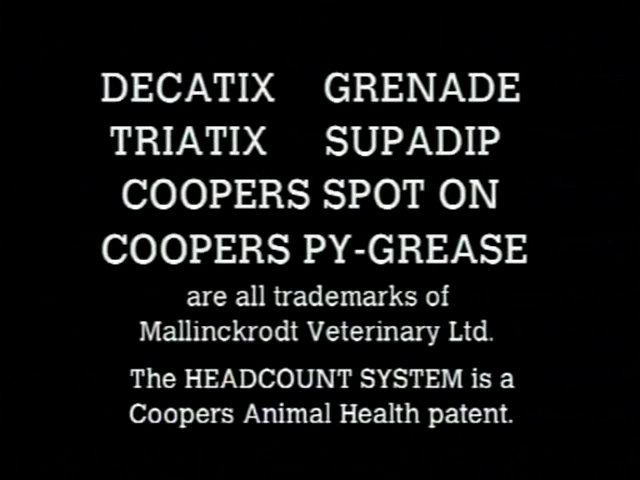 DECATIX GRENADE
TRIATIX SUPADIP
COOPERS SPOT ON
COOPERS PY-GREASE
are all trademarks of
Mallinckrodt Veterinary Ltd.
The HEADCOUNT SYSTEM is a
Coopers Animal Health patent.